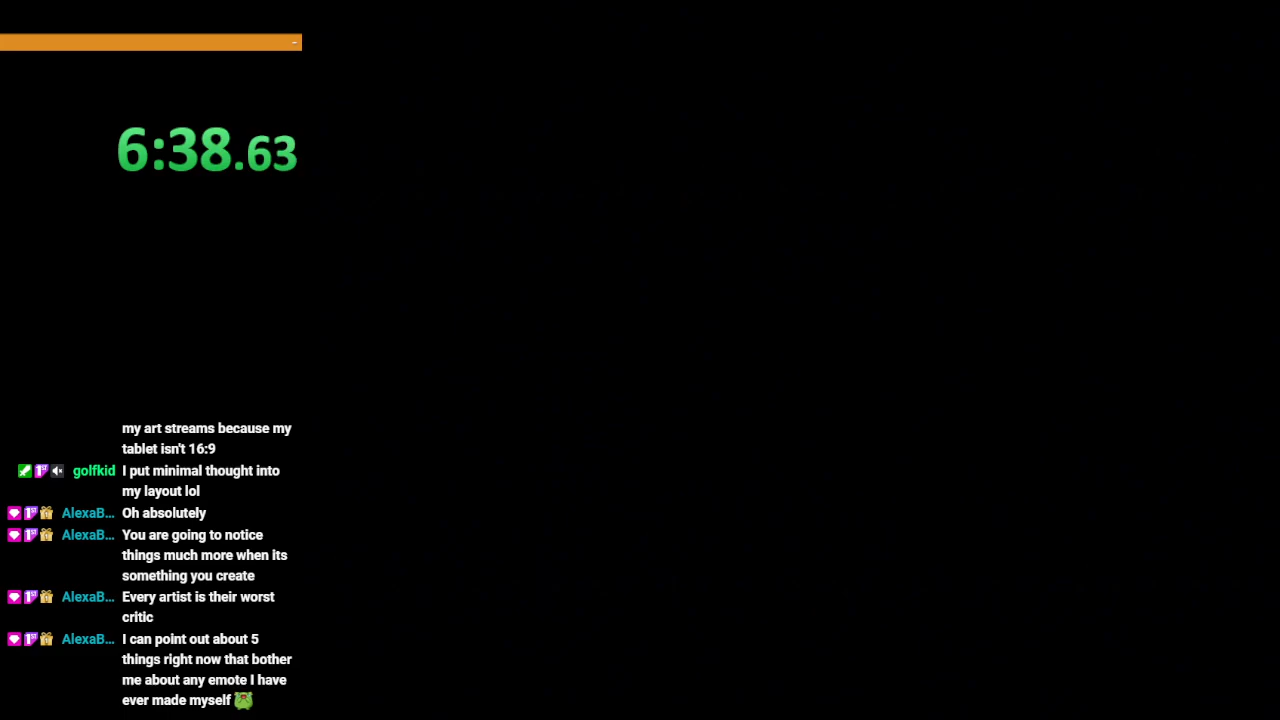 6:38.63
my art streams because my
tablet isn't 16:9
golfkid I put minimal thought into
my layout lol
AlexaB... Oh absolutely
AlexaB... You are going to notice
things much more when its
something you create
AlexaB... Every artist is their worst
critic
AlexaB... I can point out about 5
things right now that bother
me about any emote I have
ever made myself